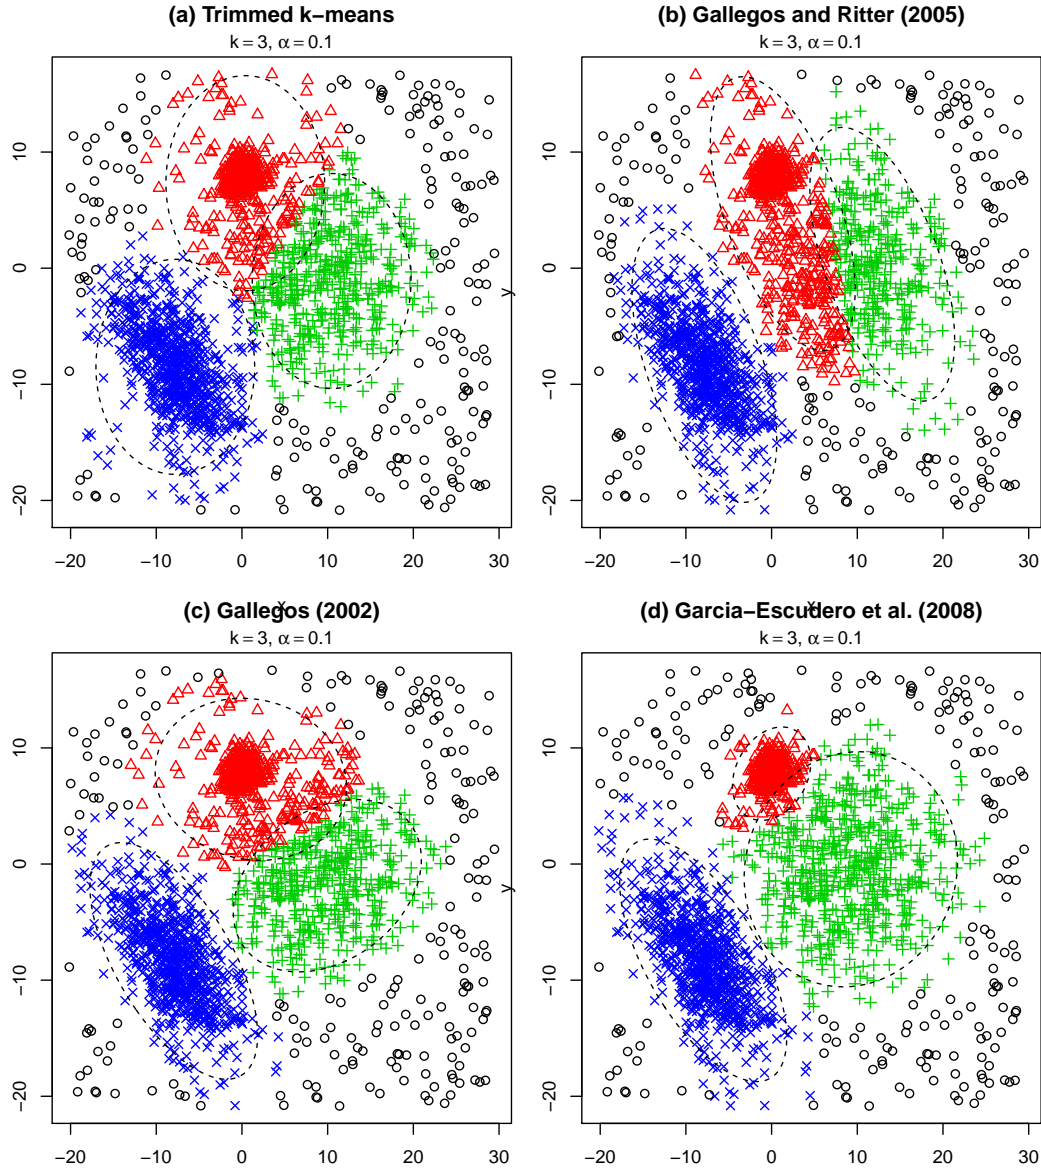 (a) Trimmed k−means
k = 3, α = 0.1
10
0
−10
−20
−20 −10 0 10 20 30
(b) Gallegos and Ritter (2005)
k = 3, α = 0.1
y
10
0
−10
−20
−20 −10 0 10 20 30
x
(c) Gallegos (2002)
k = 3, α = 0.1
10
0
−10
−20
−20 −10 0 10 20 30
x
(d) Garcia−Escudero et al. (2008)
k = 3, α = 0.1
y
10
0
−10
−20
−20 −10 0 10 20 30